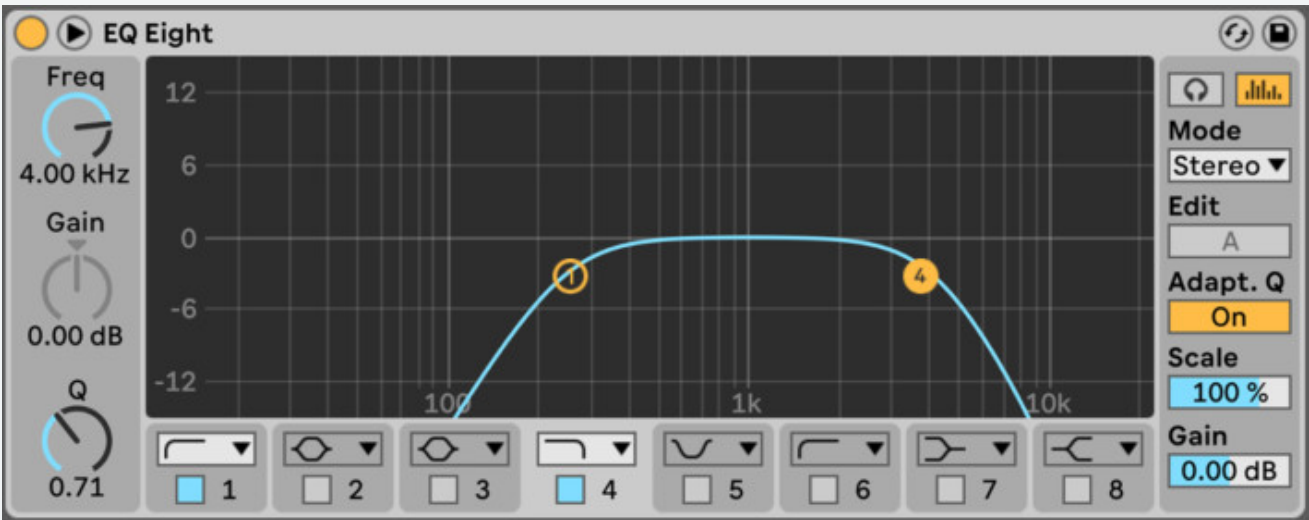 EQ Eight
Freq
4.00 kHz
Gain
0.00 dB
Q
0.71
12
6
0
-6
-12
100
1k
10k
1
4
1
2
3
4
5
6
7
8
Mode
Stereo
Edit
A
Adapt. Q
On
Scale
100 %
Gain
0.00 dB